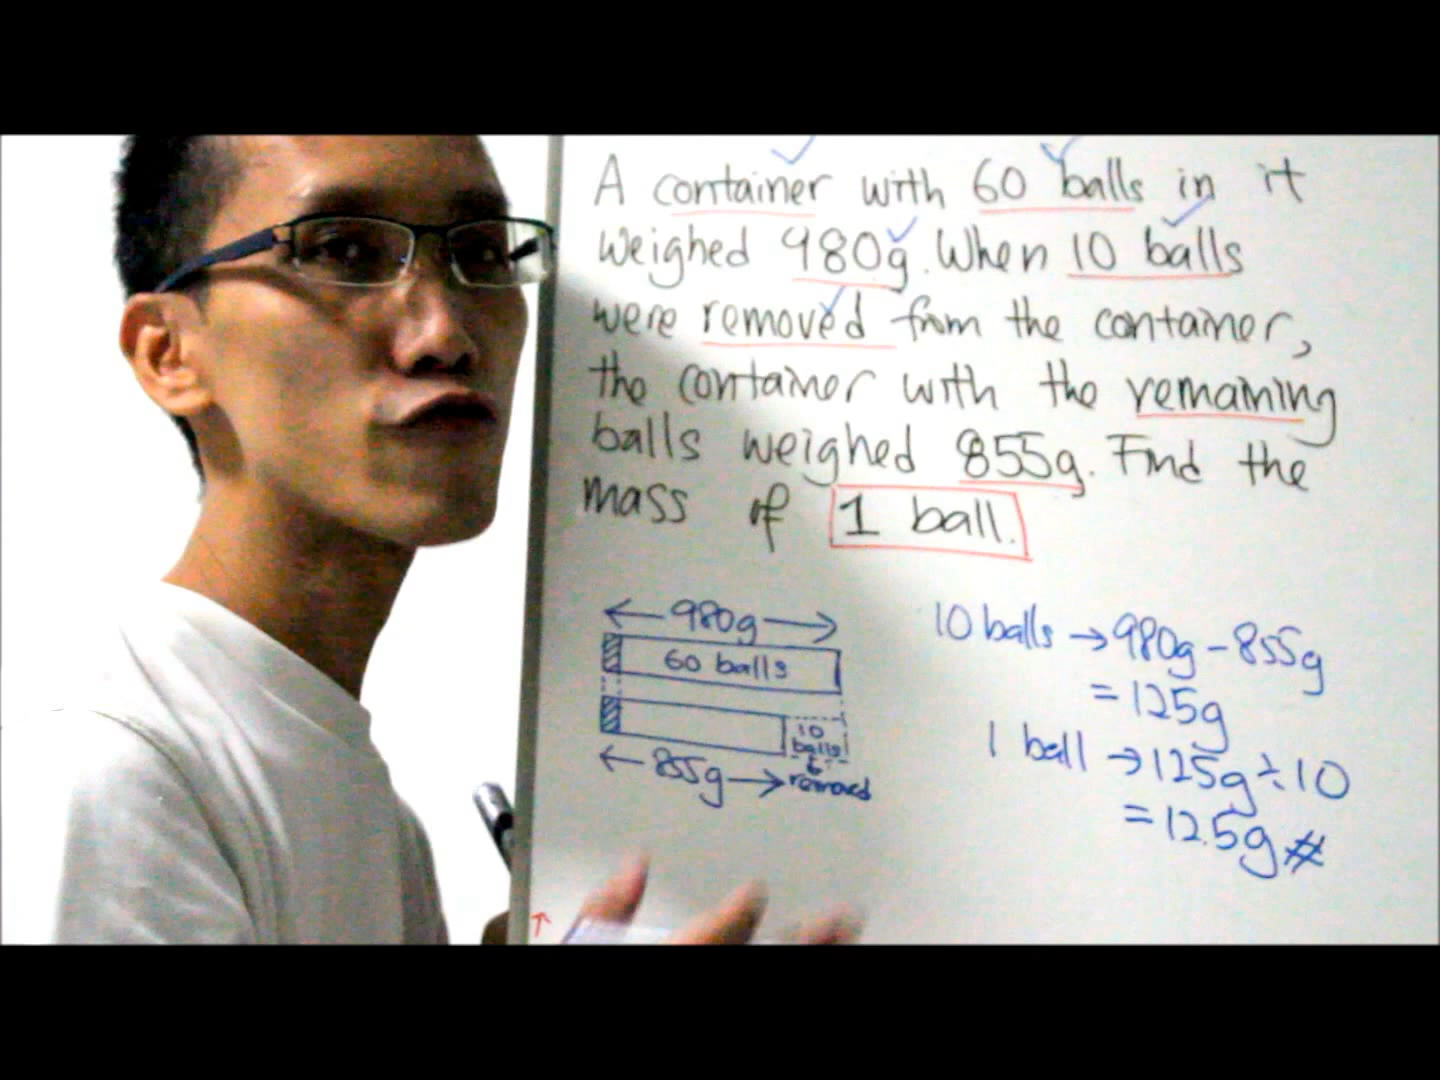 A container with 60 balls in it
weighed 980g. When 10 balls
were removed from the container,
the container with the remaining
balls weighed 855g. Find the
mass of 1 ball.
980g
60 balls
10
balls
855g
removed
10 balls → 980g - 855g
= 125g
1 ball → 125g ÷ 10
= 12.5g #